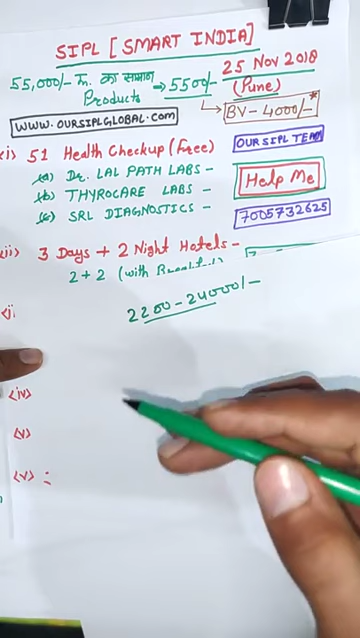 SIPL [SMART INDIA]
25 Nov 2018
55,000/- रु. का सामान → 5500/- (Pune)
Products
BV - 4000/-*
WWW.OURSIPLGLOBAL.COM
(i) 51 Health Checkup (Free)
OUR SIPL TEAM
(a) Dr. LAL PATH LABS -
Help Me
(b) THYROCARE LABS -
(c) SRL DIAGNOSTICS -
7005732625
(ii) 3 Days + 2 Night Hotels -
2+2 (with Breakfast)
2200 - 24000/-
<iv)
<v)
<v) :